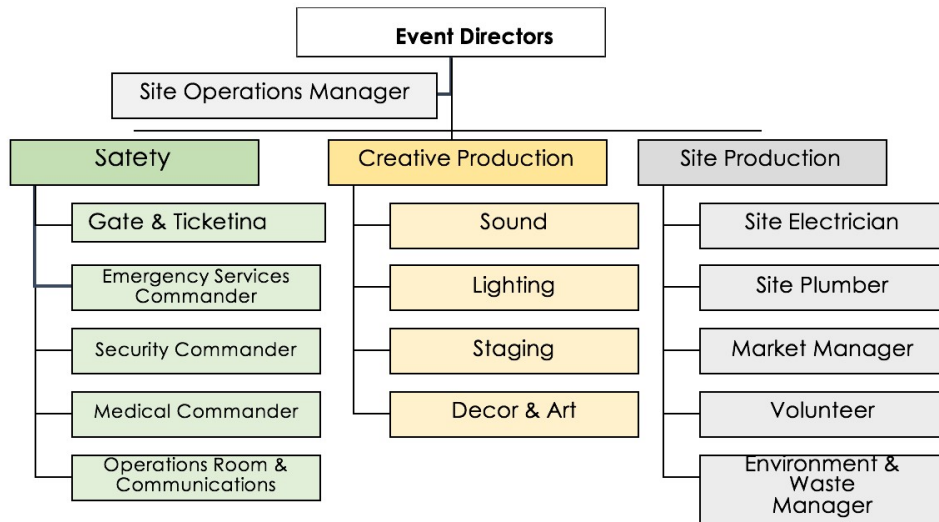 Event Directors
Site Operations Manager
Safety
Creative Production
Site Production
Gate & Ticketing
Emergency Services
Commander
Security Commander
Medical Commander
Operations Room &
Communications
Sound
Lighting
Staging
Decor & Art
Site Electrician
Site Plumber
Market Manager
Volunteer
Environment &
Waste
Manager